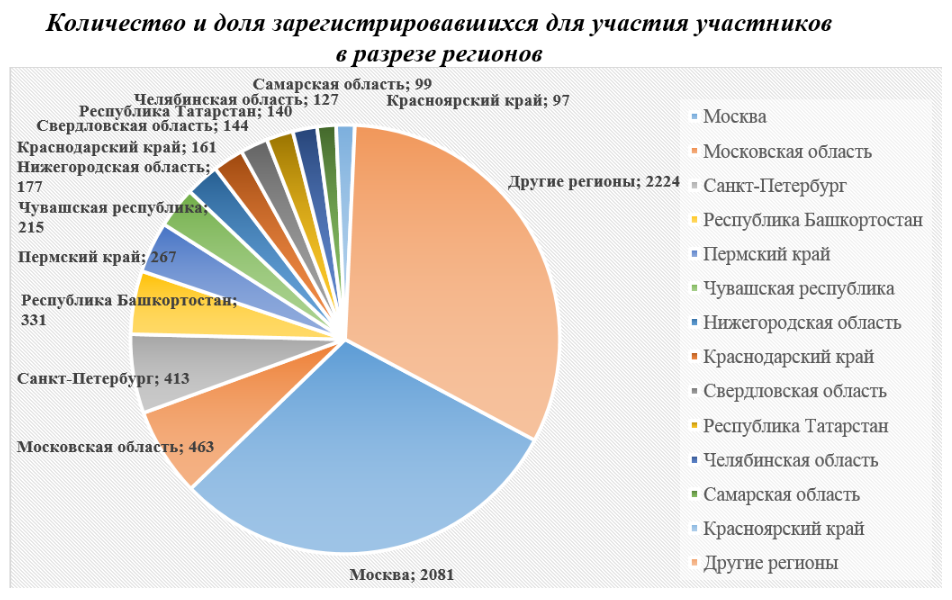 Количество и доля зарегистрировавшихся для участия участников
в разрезе регионов
Самарская область; 99
Челябинская область; 127
Красноярский край; 97
Республика Татарстан; 140
Свердловская область; 144
Краснодарский край; 161
Нижегородская область;
177
Другие регионы; 2224
Чувашская республика;
215
Пермский край; 267
Республика Башкортостан;
331
Санкт-Петербург; 413
Московская область; 463
Москва; 2081
Москва
Московская область
Санкт-Петербург
Республика Башкортостан
Пермский край
Чувашская республика
Нижегородская область
Краснодарский край
Свердловская область
Республика Татарстан
Челябинская область
Самарская область
Красноярский край
Другие регионы